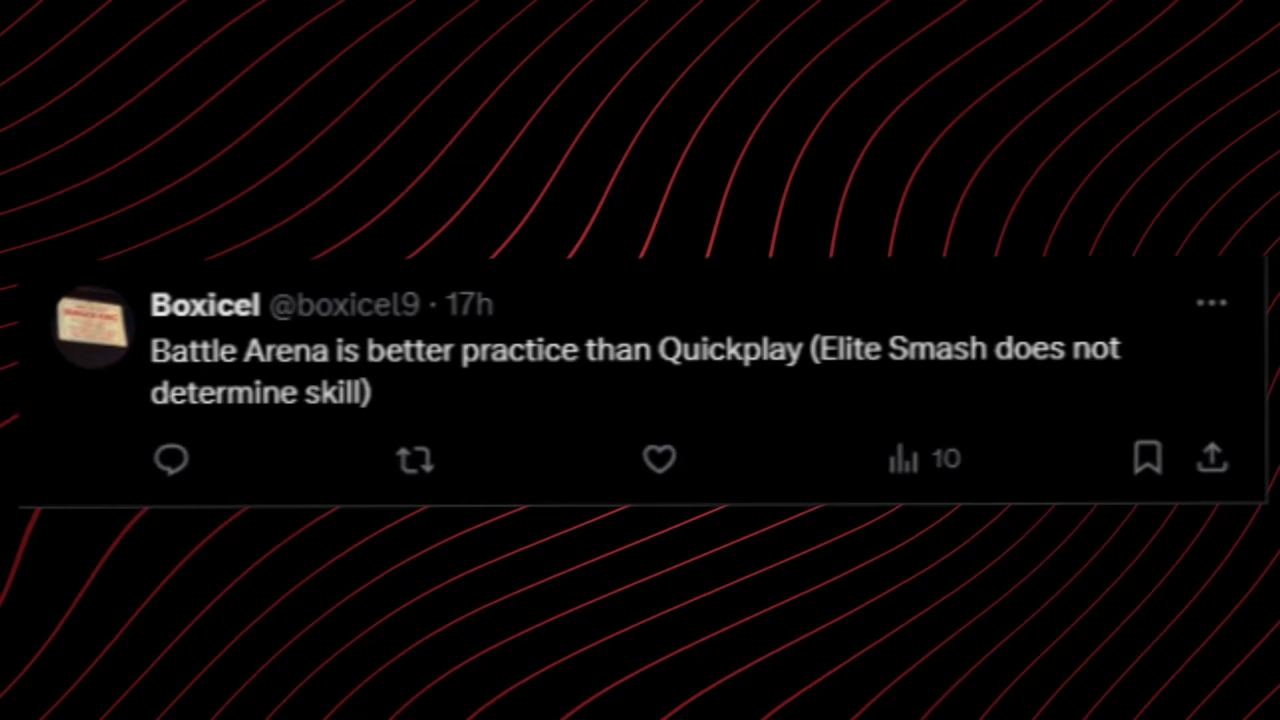 Boxicel @boxicel9 · 17h
Battle Arena is better practice than Quickplay (Elite Smash does not
determine skill)
10